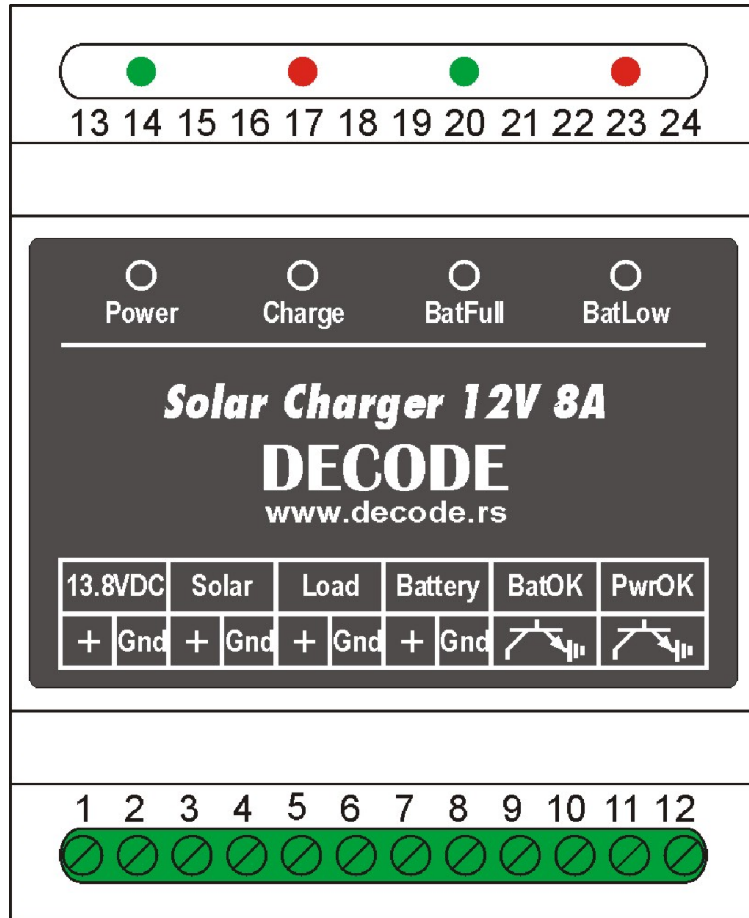 13 14 15 16 17 18 19 20 21 22 23 24
Power Charge BatFull BatLow
Solar Charger 12V 8A
DECODE
www.decode.rs
13.8VDC Solar Load Battery BatOK PwrOK
+ Gnd + Gnd + Gnd + Gnd
1 2 3 4 5 6 7 8 9 10 11 12